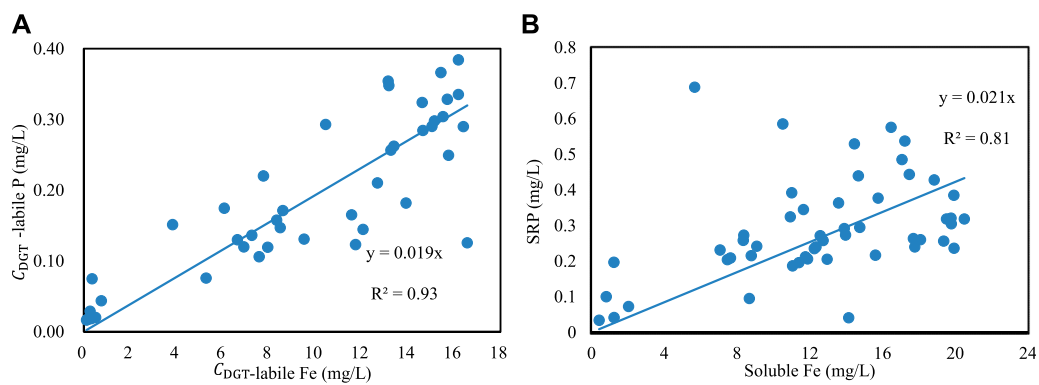 A
B
0.40
0.30
0.20
0.10
0.00
C_DGT -labile P (mg/L)
y = 0.019x
R² = 0.93
0 2 4 6 8 10 12 14 16 18
C_DGT-labile Fe (mg/L)
0.8
0.7
0.6
0.5
0.4
0.3
0.2
0.1
0
SRP (mg/L)
y = 0.021x
R² = 0.81
0 4 8 12 16 20 24
Soluble Fe (mg/L)